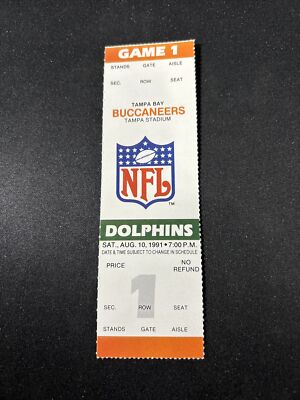 GAME 1
STANDS GATE AISLE
SEC. ROW SEAT
TAMPA BAY
BUCCANEERS
TAMPA STADIUM
NFL
TM
DOLPHINS
SAT., AUG. 10, 1991 • 7:00 P.M.
DATE & TIME SUBJECT TO CHANGE IN SCHEDULE
PRICE NO
REFUND
1
SEC. ROW SEAT
STANDS GATE AISLE